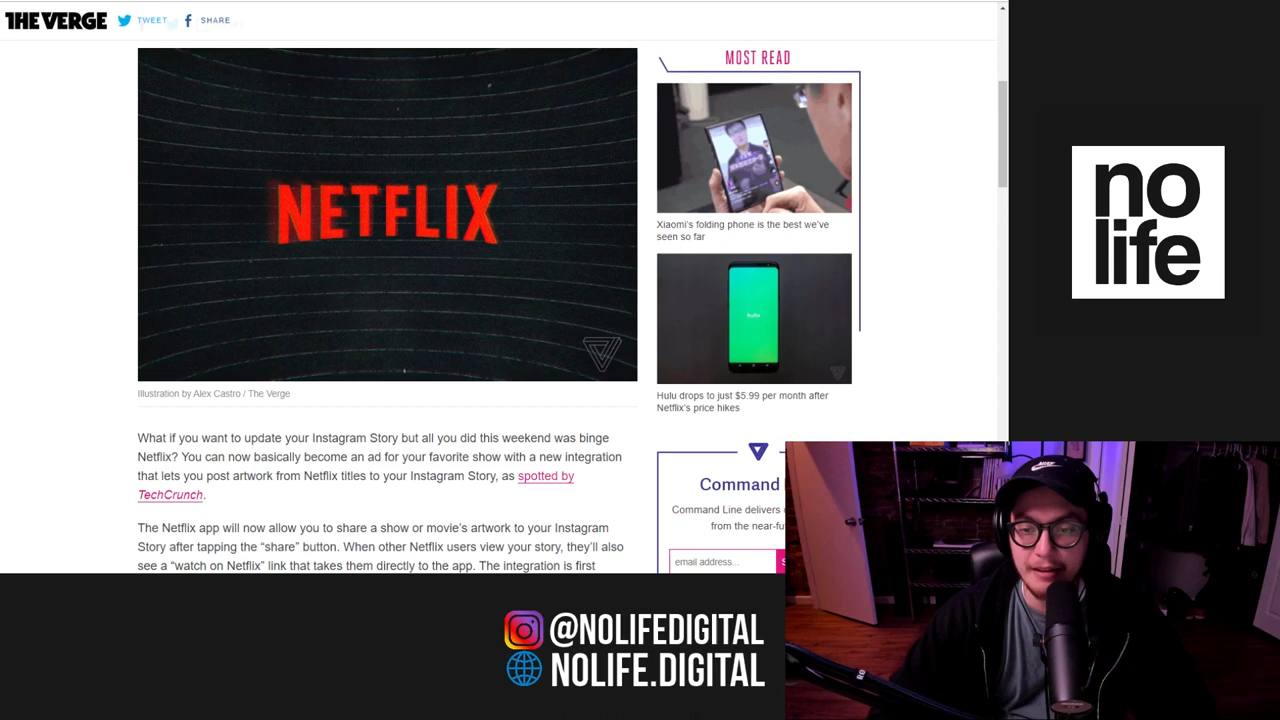 THE VERGE
TWEET
SHARE
NETFLIX
Illustration by Alex Castro / The Verge
What if you want to update your Instagram Story but all you did this weekend was binge
Netflix? You can now basically become an ad for your favorite show with a new integration
that lets you post artwork from Netflix titles to your Instagram Story, as spotted by
TechCrunch.
The Netflix app will now allow you to share a show or movie's artwork to your Instagram
Story after tapping the “share” button. When other Netflix users view your story, they'll also
see a “watch on Netflix” link that takes them directly to the app. The integration is first
MOST READ
Xiaomi's folding phone is the best we've
seen so far
hulu
Hulu drops to just $5.99 per month after
Netflix's price hikes
Command
Command Line delivers
from the near-fu
email address...
no
life
@NOLIFEDIGITAL
NOLIFE.DIGITAL